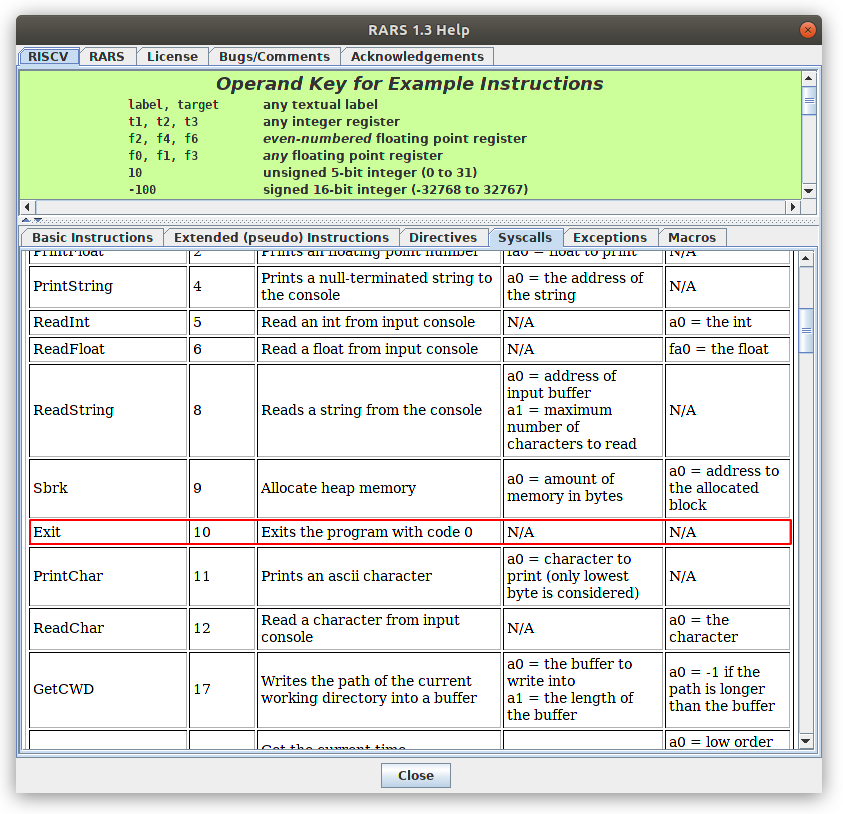 RARS 1.3 Help
RISCV RARS License Bugs/Comments Acknowledgements
Operand Key for Example Instructions
label, target any textual label
t1, t2, t3 any integer register
f2, f4, f6 even-numbered floating point register
f0, f1, f3 any floating point register
10 unsigned 5-bit integer (0 to 31)
-100 signed 16-bit integer (-32768 to 32767)
Basic Instructions Extended (pseudo) Instructions Directives Syscalls Exceptions Macros
PrintFloat 2 Prints an floating point number fa0 = float to print N/A
PrintString 4 Prints a null-terminated string to a0 = the address of N/A
the console the string
ReadInt 5 Read an int from input console N/A a0 = the int
ReadFloat 6 Read a float from input console N/A fa0 = the float
a0 = address of
input buffer
ReadString 8 Reads a string from the console a1 = maximum N/A
number of
characters to read
Sbrk 9 Allocate heap memory a0 = amount of a0 = address to
memory in bytes the allocated
block
Exit 10 Exits the program with code 0 N/A N/A
a0 = character to
PrintChar 11 Prints an ascii character print (only lowest N/A
byte is considered)
ReadChar 12 Read a character from input N/A a0 = the
console character
a0 = the buffer to
GetCWD 17 Writes the path of the current write into a0 = -1 if the
working directory into a buffer a1 = the length of path is longer
the buffer than the buffer
Get the current time a0 = low order
Close